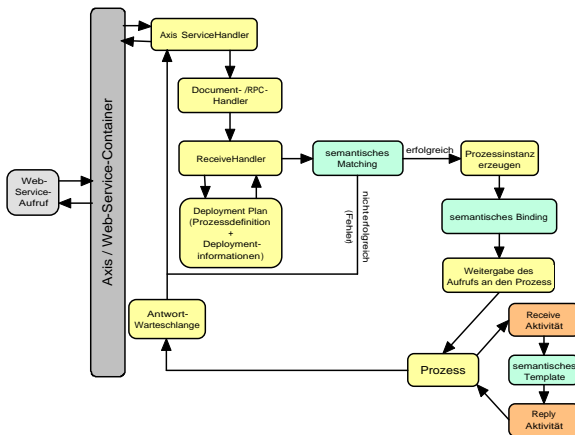 Axis / Web-Service-Container
Axis ServiceHandler
Document- /RPC-
Handler
ReceiveHandler
semantisches
Matching
erfolgreich
Prozessinstanz
erzeugen
Web-
Service-
Aufruf
Deployment Plan
(Prozessdefinition
+
Deployment-
informationen)
nichterfolgreich
(Fehler)
semantisches Binding
Weitergabe des
Aufrufs an den Prozess
Antwort-
Warteschlange
Receive
Aktivität
Prozess
semantisches
Template
Reply
Aktivität